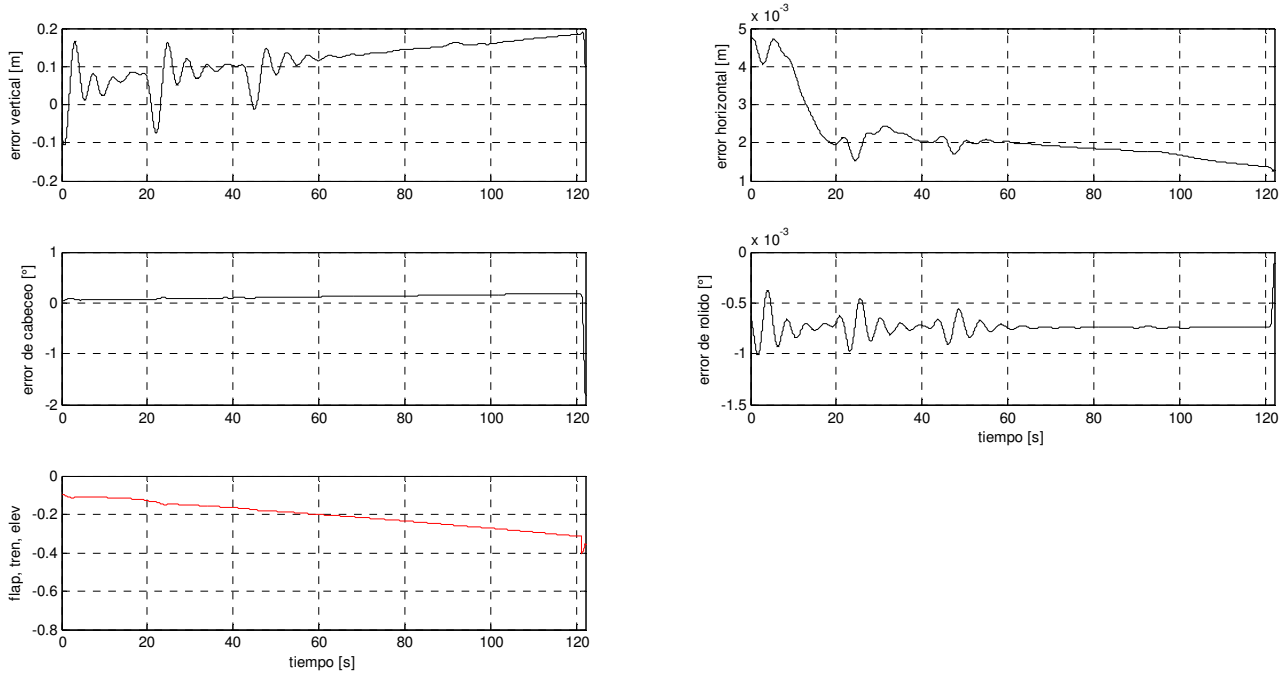 0.2
0.1
0
-0.1
-0.2
error vertical [m]
0 20 40 60 80 100 120
x 10^-3
5
4
3
2
1
error horizontal [m]
0 20 40 60 80 100 120
1
0
-1
-2
error de cabeceo [°]
0 20 40 60 80 100 120
x 10^-3
0
-0.5
-1
-1.5
error de rolido [°]
0 20 40 60 80 100 120
tiempo [s]
0
-0.2
-0.4
-0.6
-0.8
flap, tren, elev
0 20 40 60 80 100 120
tiempo [s]